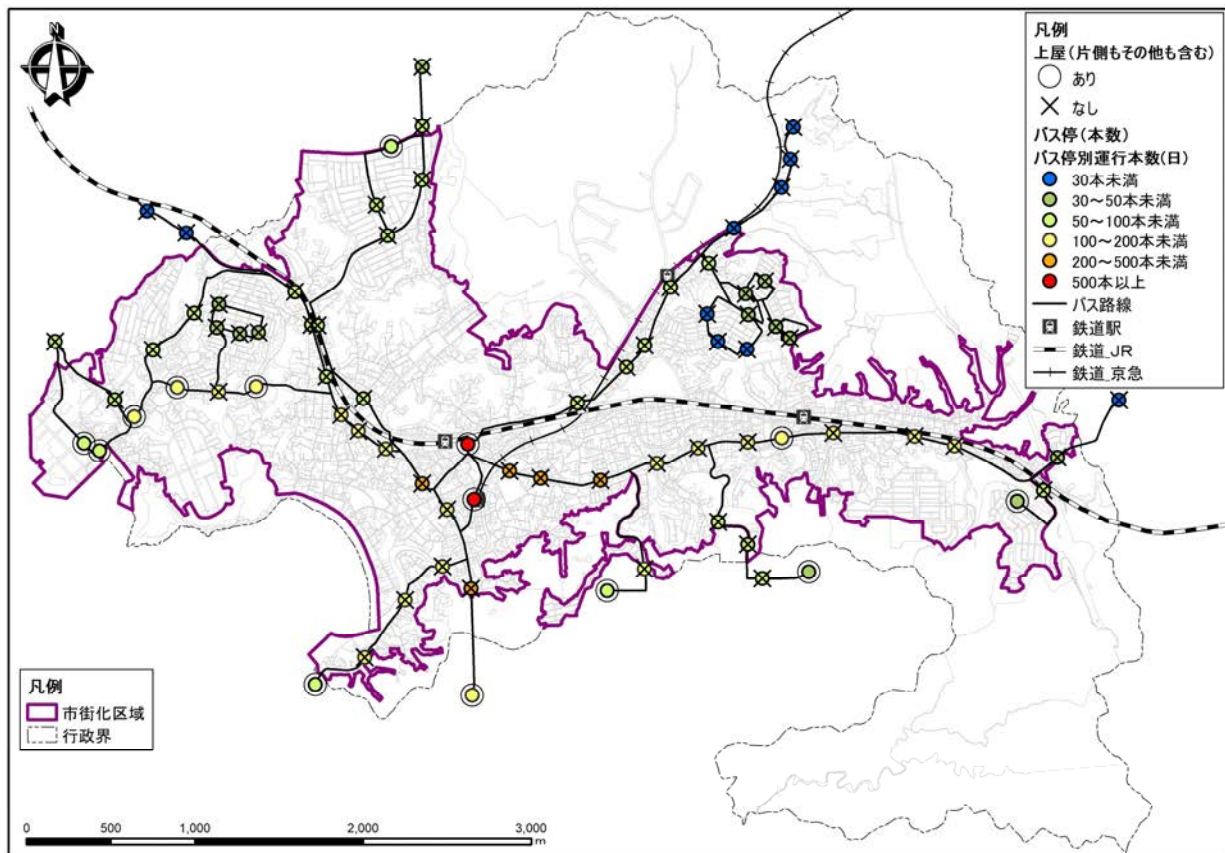 N
凡例
上屋(片側もその他も含む)
あり
なし
バス停(本数)
バス停別運行本数(日)
30本未満
30～50本未満
50～100本未満
100～200本未満
200～500本未満
500本以上
バス路線
鉄道駅
鉄道_JR
鉄道_京急
凡例
市街化区域
行政界
0 500 1,000 2,000 3,000
m